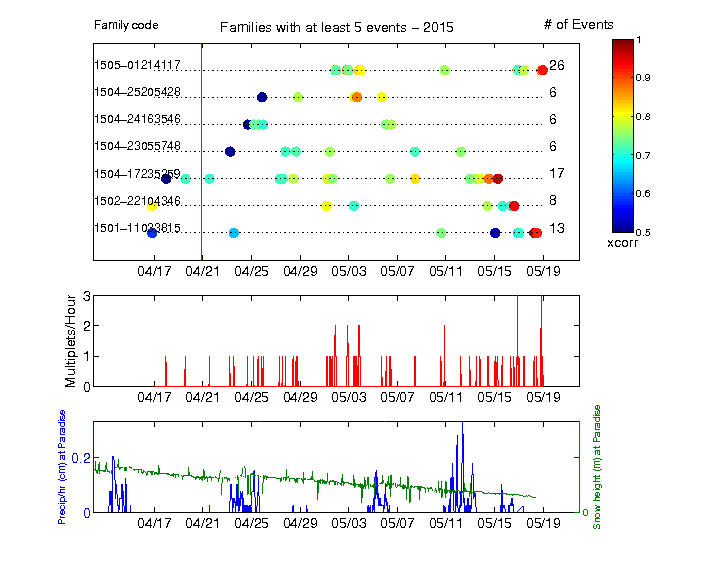 Family code
Families with at least 5 events – 2015
# of Events
1505–01214117
26
1504–25205428
6
1504–24163546
6
1504–23055748
6
1504–17235259
17
1502–22104346
8
1501–11033815
13
04/17 04/21 04/25 04/29 05/03 05/07 05/11 05/15 05/19
1
0.9
0.8
0.7
0.6
0.5
xcorr
Multiplets/Hour
3
2
1
0
04/17 04/21 04/25 04/29 05/03 05/07 05/11 05/15 05/19
Precip/hr (cm) at Paradise
0.2
0
0
Snow height (m) at Paradise
04/17 04/21 04/25 04/29 05/03 05/07 05/11 05/15 05/19